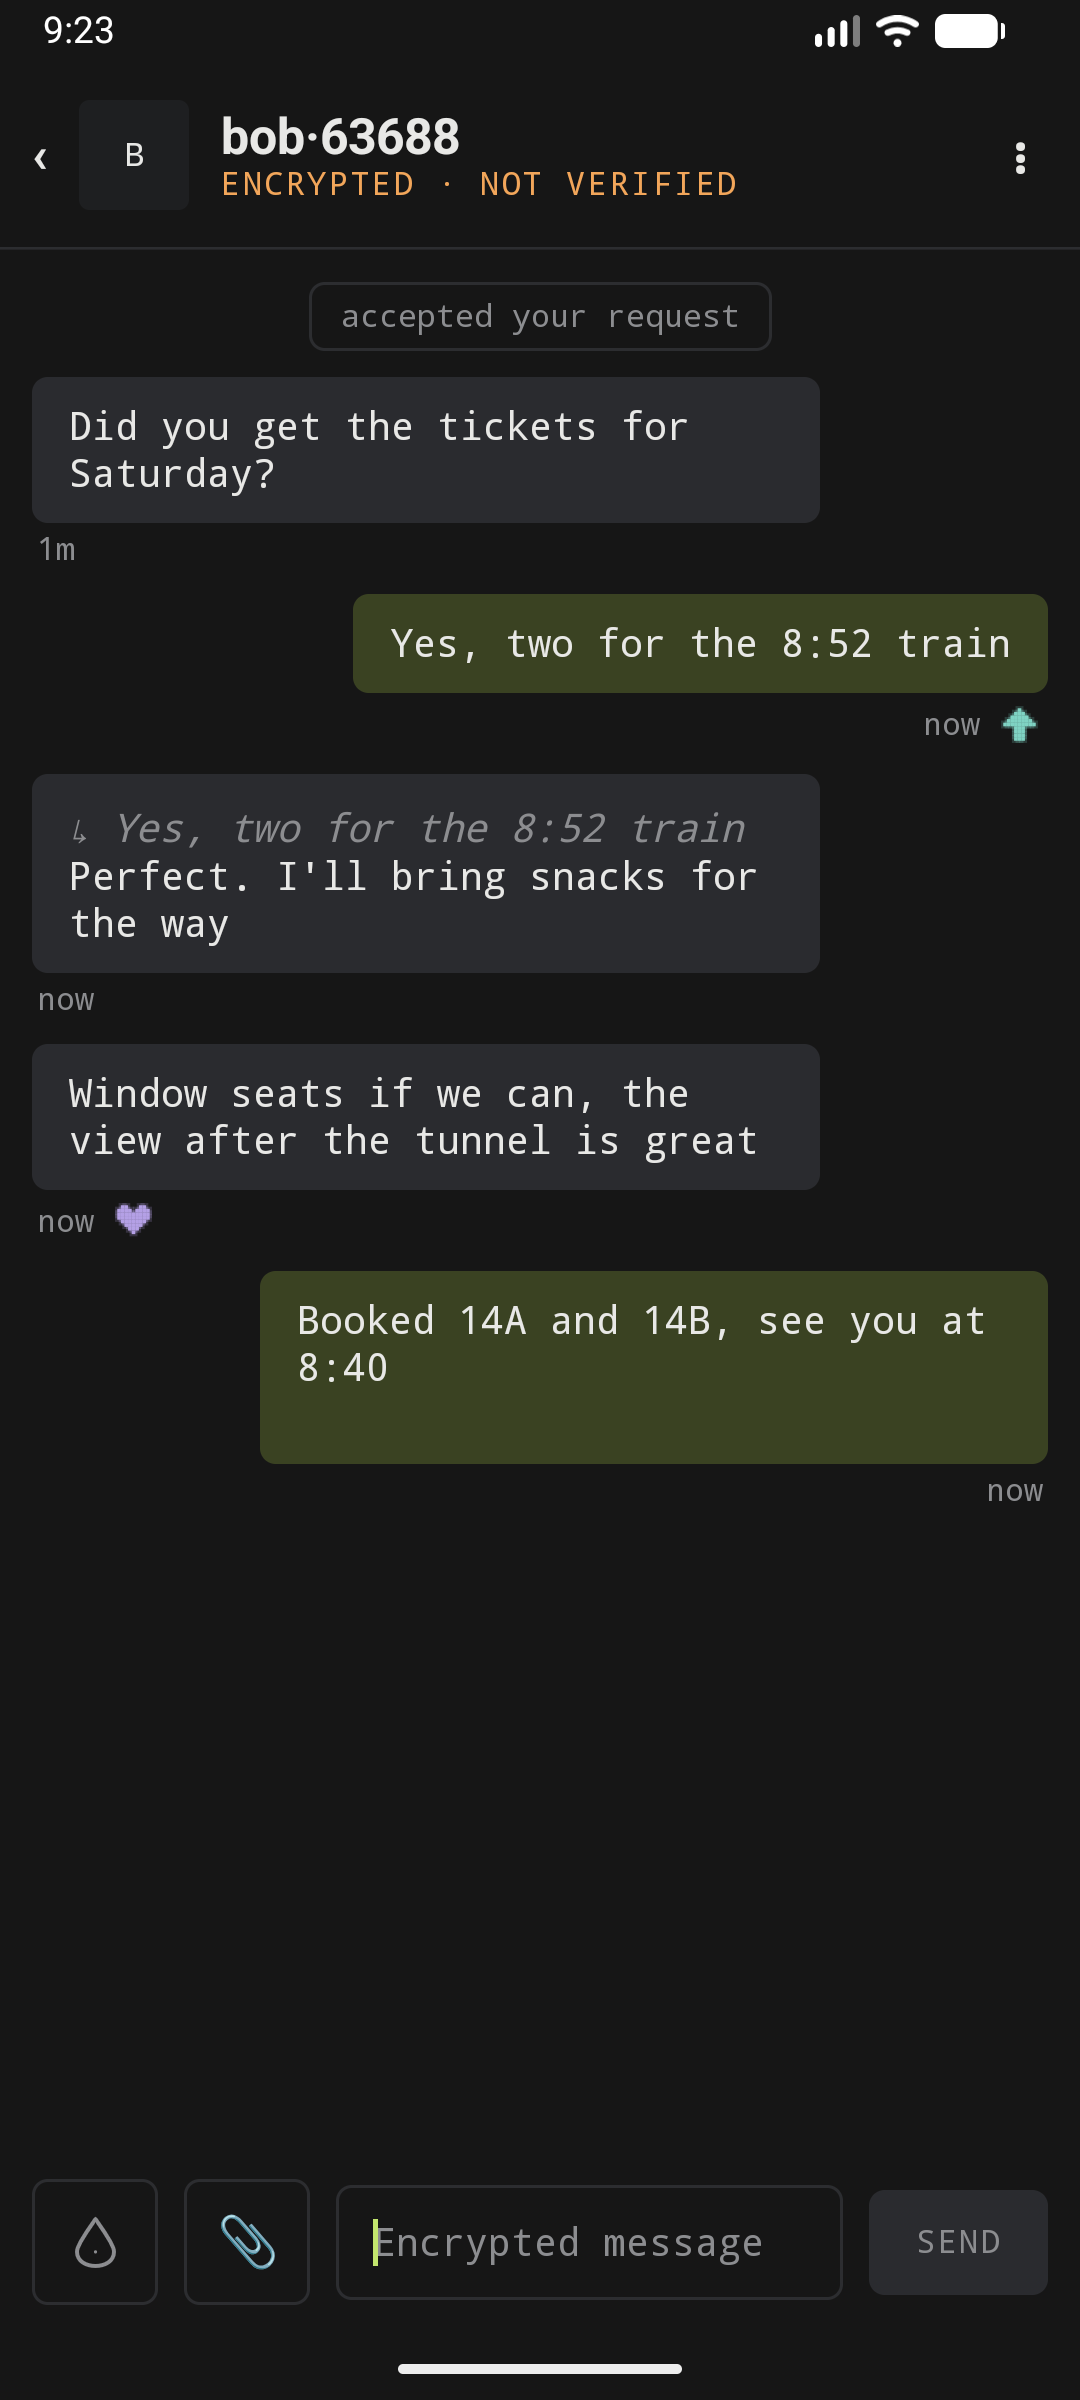 9:23
‹
B
bob·63688
ENCRYPTED · NOT VERIFIED
accepted your request
Did you get the tickets for
Saturday?
1m
Yes, two for the 8:52 train
now
↳ Yes, two for the 8:52 train
Perfect. I'll bring snacks for
the way
now
Window seats if we can, the
view after the tunnel is great
now
Booked 14A and 14B, see you at
8:40
now
Encrypted message
SEND